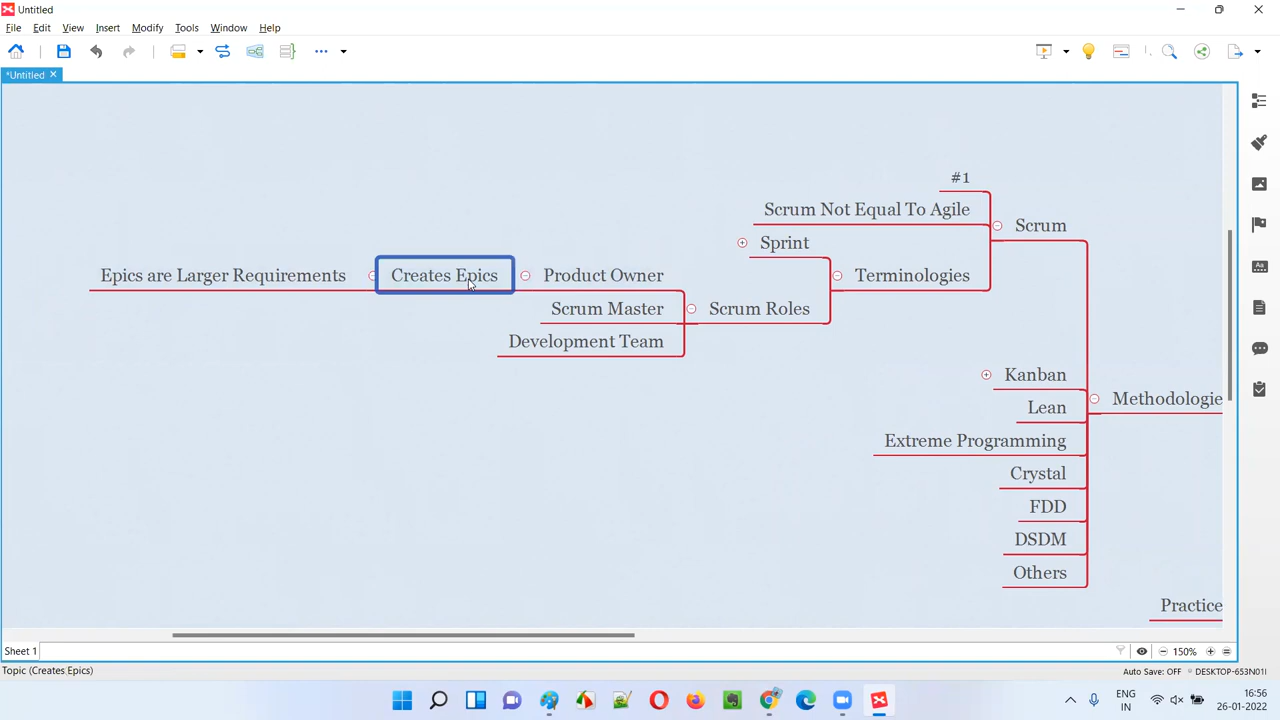 Untitled
File Edit View Insert Modify Tools Window Help
*Untitled
#1
Scrum Not Equal To Agile
Scrum
Sprint
Epics are Larger Requirements
Creates Epics
Product Owner
Terminologies
Scrum Master
Scrum Roles
Development Team
Kanban
Methodologie
Lean
Extreme Programming
Crystal
FDD
DSDM
Others
Practice
Sheet 1
150%
Topic (Creates Epics)
Auto Save: OFF
DESKTOP-653N01I
ENG
IN
16:56
26-01-2022